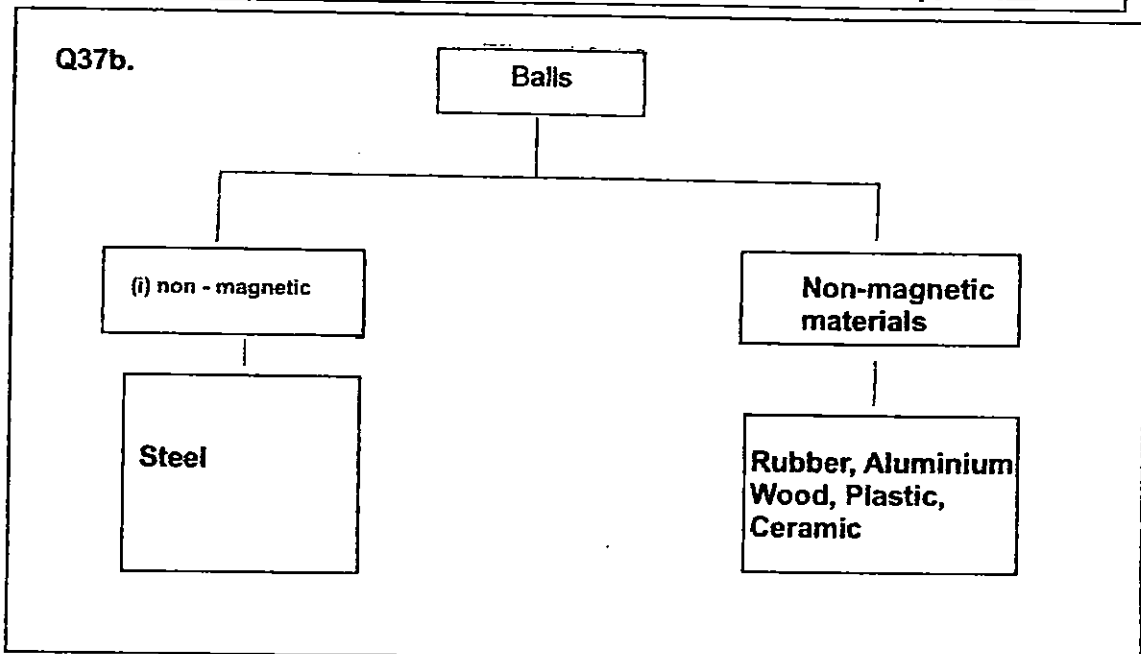 Q37b.
Balls
(i) non - magnetic
Non-magnetic
materials
Steel
Rubber, Aluminium
Wood, Plastic,
Ceramic